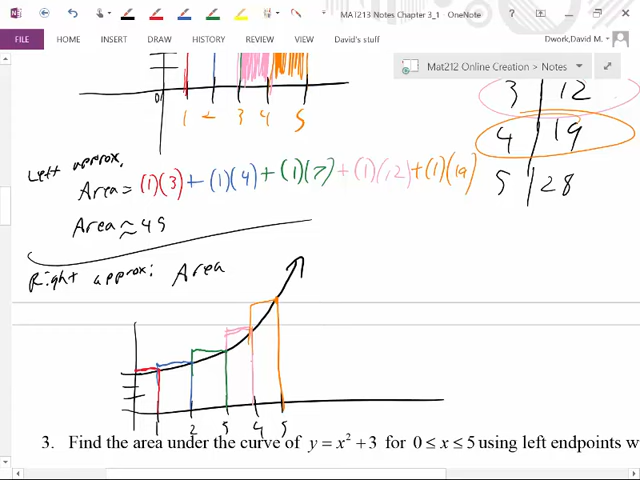 MAT213 Notes Chapter 3_1 - OneNote
FILE HOME INSERT DRAW HISTORY REVIEW VIEW David's stuff
Dwork,David M.
Mat212 Online Creation > Notes
3 12
0 1 2 3 4 5
4 19
Left approx.
Area = (1)(3) + (1)(4) + (1)(7) + (1)(12) + (1)(19)
5 28
Area ≈ 45
Right approx: Area
1 2 3 4 5
3. Find the area under the curve of y = x² + 3 for 0 ≤ x ≤ 5 using left endpoints w